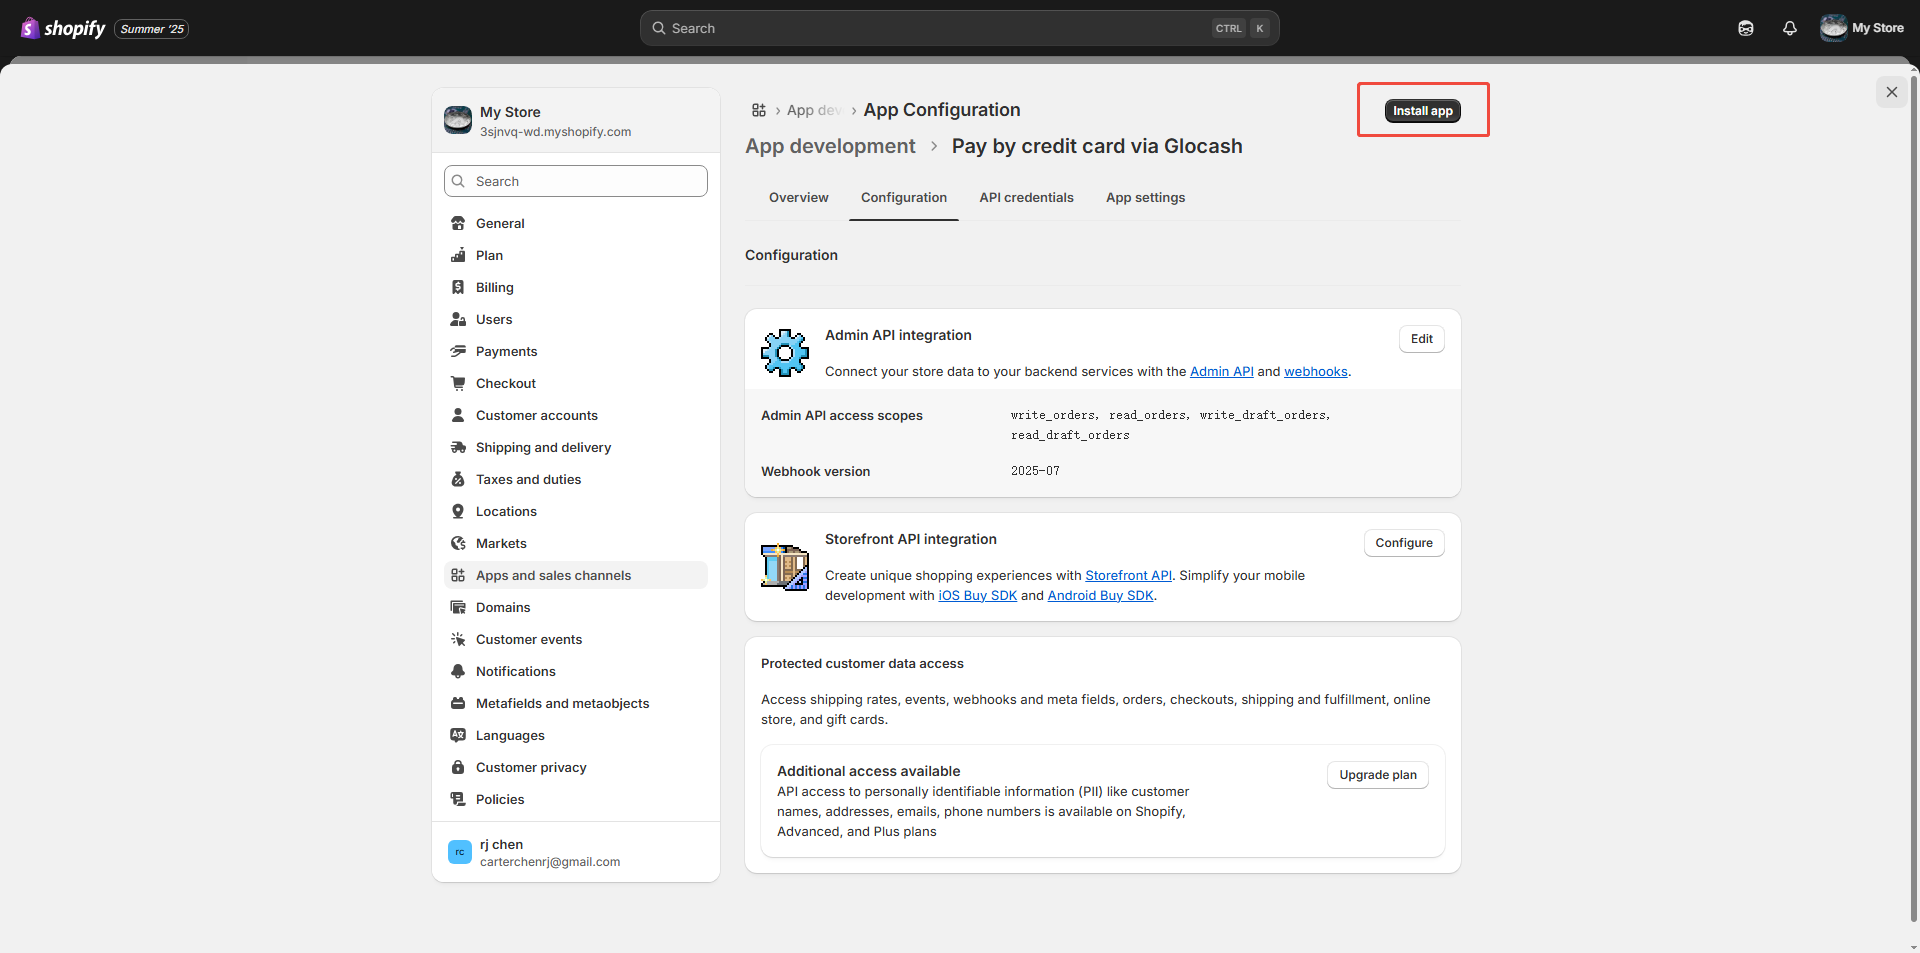 shopify
Summer '25
Search
CTRL K
My Store
My Store
3sjnvq-wd.myshopify.com
Search
General
Plan
Billing
Users
Payments
Checkout
Customer accounts
Shipping and delivery
Taxes and duties
Locations
Markets
Apps and sales channels
Domains
Customer events
Notifications
Metafields and metaobjects
Languages
Customer privacy
Policies
rc
rj chen
carterchenrj@gmail.com
App dev › App Configuration
Install app
App development › Pay by credit card via Glocash
Overview Configuration API credentials App settings
Configuration
Admin API integration
Edit
Connect your store data to your backend services with the Admin API and webhooks.
Admin API access scopes
write_orders, read_orders, write_draft_orders,
read_draft_orders
Webhook version
2025-07
Storefront API integration
Configure
Create unique shopping experiences with Storefront API. Simplify your mobile
development with iOS Buy SDK and Android Buy SDK.
Protected customer data access
Access shipping rates, events, webhooks and meta fields, orders, checkouts, shipping and fulfillment, online
store, and gift cards.
Additional access available
Upgrade plan
API access to personally identifiable information (PII) like customer
names, addresses, emails, phone numbers is available on Shopify,
Advanced, and Plus plans